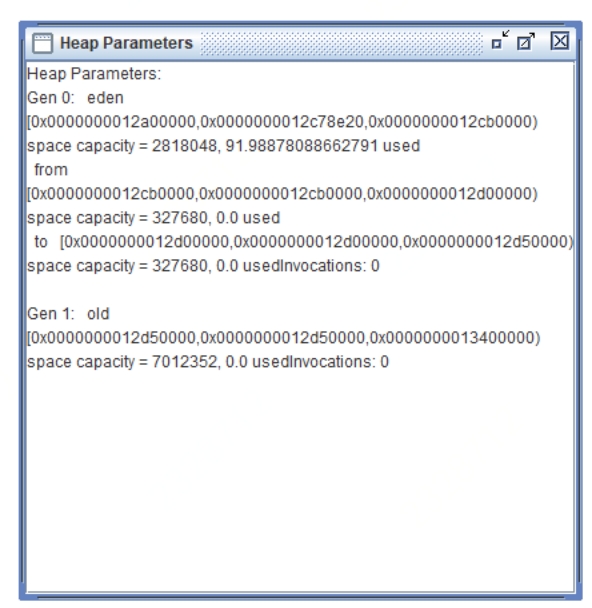 Heap Parameters
Heap Parameters:
Gen 0: eden
[0x0000000012a00000,0x0000000012c78e20,0x0000000012cb0000)
space capacity = 2818048, 91.98878088662791 used
from
[0x0000000012cb0000,0x0000000012cb0000,0x0000000012d00000)
space capacity = 327680, 0.0 used
to [0x0000000012d00000,0x0000000012d00000,0x0000000012d50000)
space capacity = 327680, 0.0 usedInvocations: 0
Gen 1: old
[0x0000000012d50000,0x0000000012d50000,0x0000000013400000)
space capacity = 7012352, 0.0 usedInvocations: 0